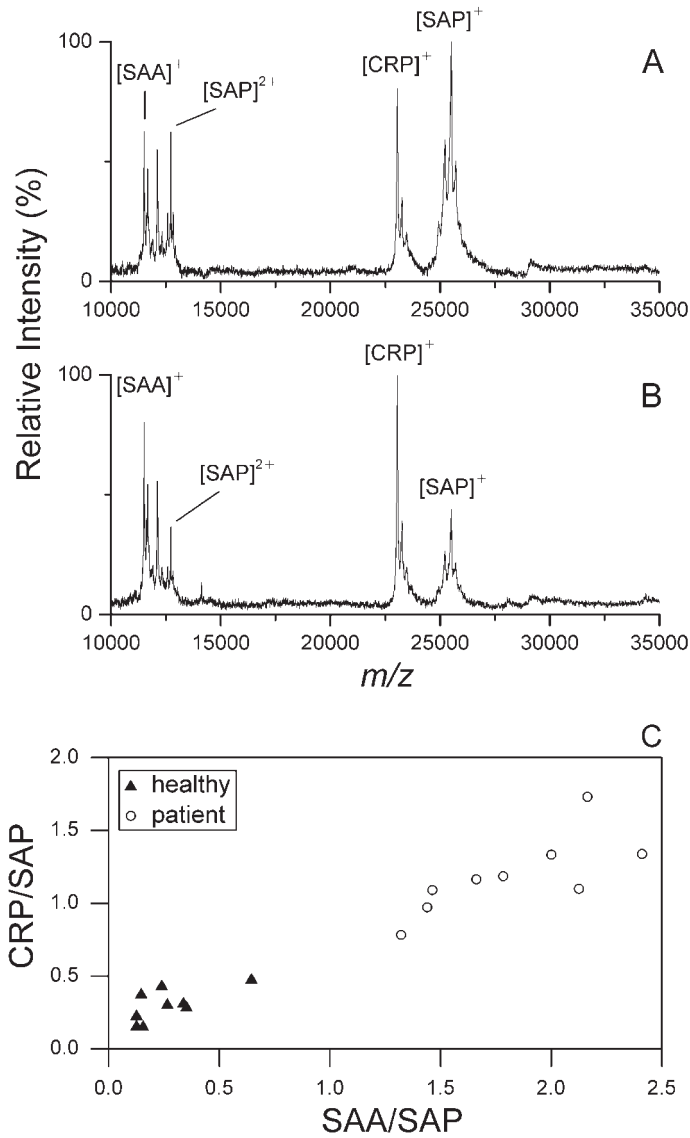 [SAP]⁺
A
100
[SAA]⁺
[CRP]⁺
[SAP]²⁺
0
10000 15000 20000 25000 30000 35000
Relative Intensity (%)
[CRP]⁺
B
100
[SAA]⁺
[SAP]²⁺
[SAP]⁺
0
10000 15000 20000 25000 30000 35000
m/z
C
2.0
▲ healthy
○ patient
1.5
1.0
0.5
0.0
CRP/SAP
0.0 0.5 1.0 1.5 2.0 2.5
SAA/SAP